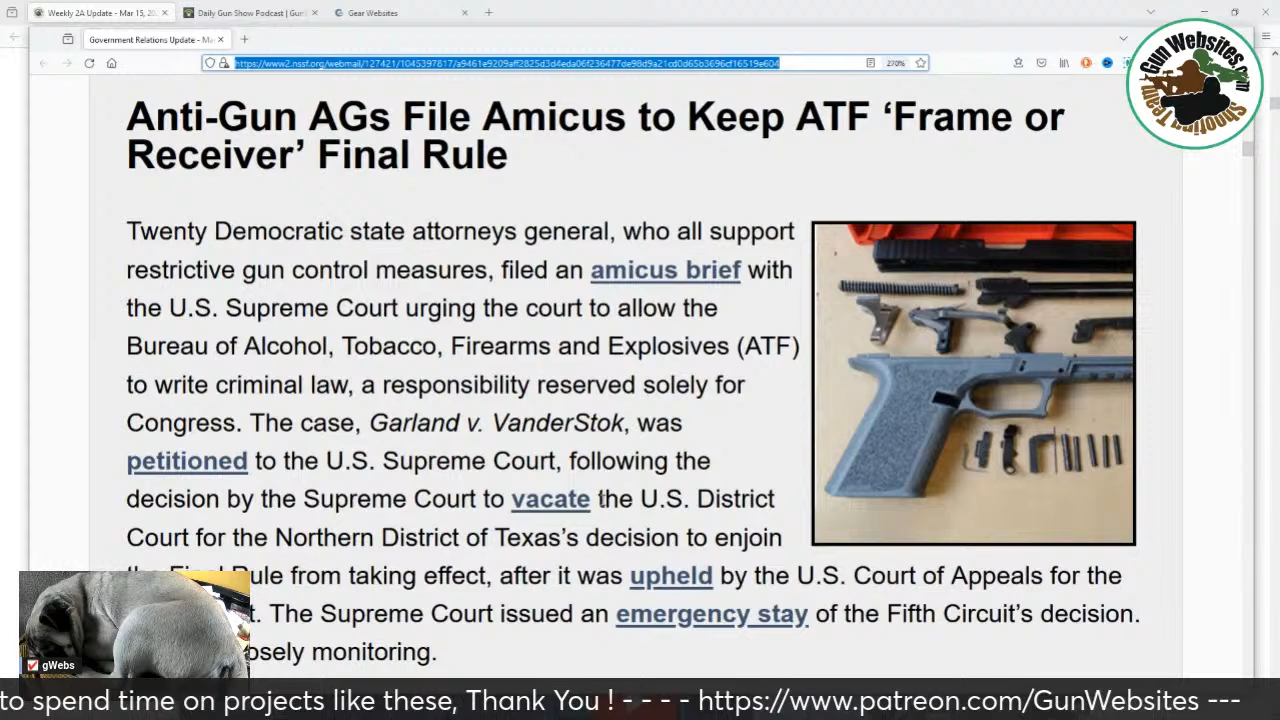 Weekly 2A Update - Mar 15, 20
Daily Gun Show Podcast | Gun
Gear Websites
Government Relations Update - Ma
https://www2.nssf.org/webmail/127421/1045397817/a9461e9209aff2825d3d4eda06f236477de98d9a21cd0d65b3696cf16519e604
270%
Gun Websites.com
Shooting Team
Anti-Gun AGs File Amicus to Keep ATF ‘Frame or
Receiver’ Final Rule
Twenty Democratic state attorneys general, who all support
restrictive gun control measures, filed an amicus brief with
the U.S. Supreme Court urging the court to allow the
Bureau of Alcohol, Tobacco, Firearms and Explosives (ATF)
to write criminal law, a responsibility reserved solely for
Congress. The case, Garland v. VanderStok, was
petitioned to the U.S. Supreme Court, following the
decision by the Supreme Court to vacate the U.S. District
Court for the Northern District of Texas’s decision to enjoin
the Final Rule from taking effect, after it was upheld by the U.S. Court of Appeals for the
t. The Supreme Court issued an emergency stay of the Fifth Circuit’s decision.
osely monitoring.
gWebs
to spend time on projects like these, Thank You ! - - - - https://www.patreon.com/GunWebsites ---